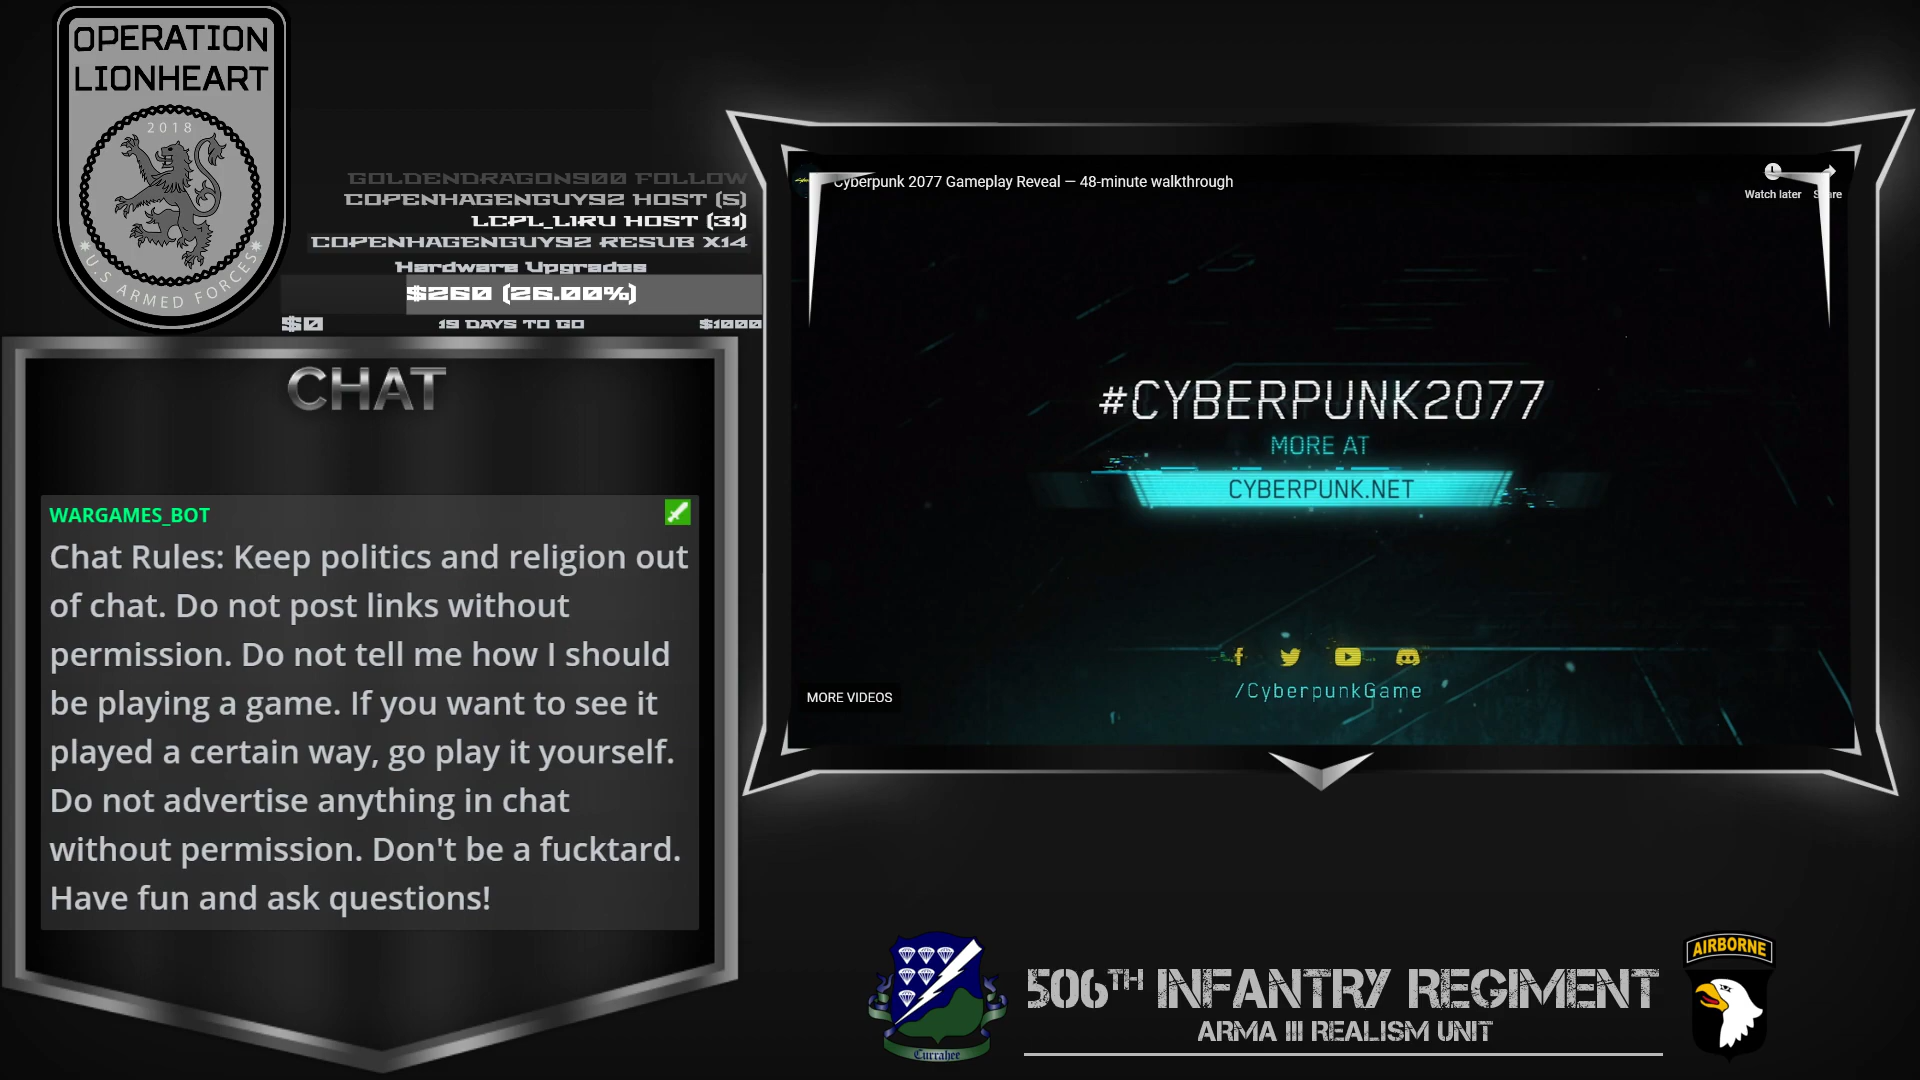 OPERATION
LIONHEART
2018
U.S ARMED FORCES
GOLDENDRAGON900 FOLLOW
COPENHAGENGUY92 HOST (5)
LCPL_LIRU HOST (31)
COPENHAGENGUY92 RESUB X14
Hardware Upgrades
$260 (26.00%)
$0
19 DAYS TO GO
$1000
CHAT
WARGAMES_BOT
Chat Rules: Keep politics and religion out
of chat. Do not post links without
permission. Do not tell me how I should
be playing a game. If you want to see it
played a certain way, go play it yourself.
Do not advertise anything in chat
without permission. Don't be a fucktard.
Have fun and ask questions!
Cyberpunk 2077 Gameplay Reveal — 48-minute walkthrough
Watch later
Share
#CYBERPUNK2077
MORE AT
CYBERPUNK.NET
/CyberpunkGame
MORE VIDEOS
Currahee
506TH INFANTRY REGIMENT
ARMA III REALISM UNIT
AIRBORNE